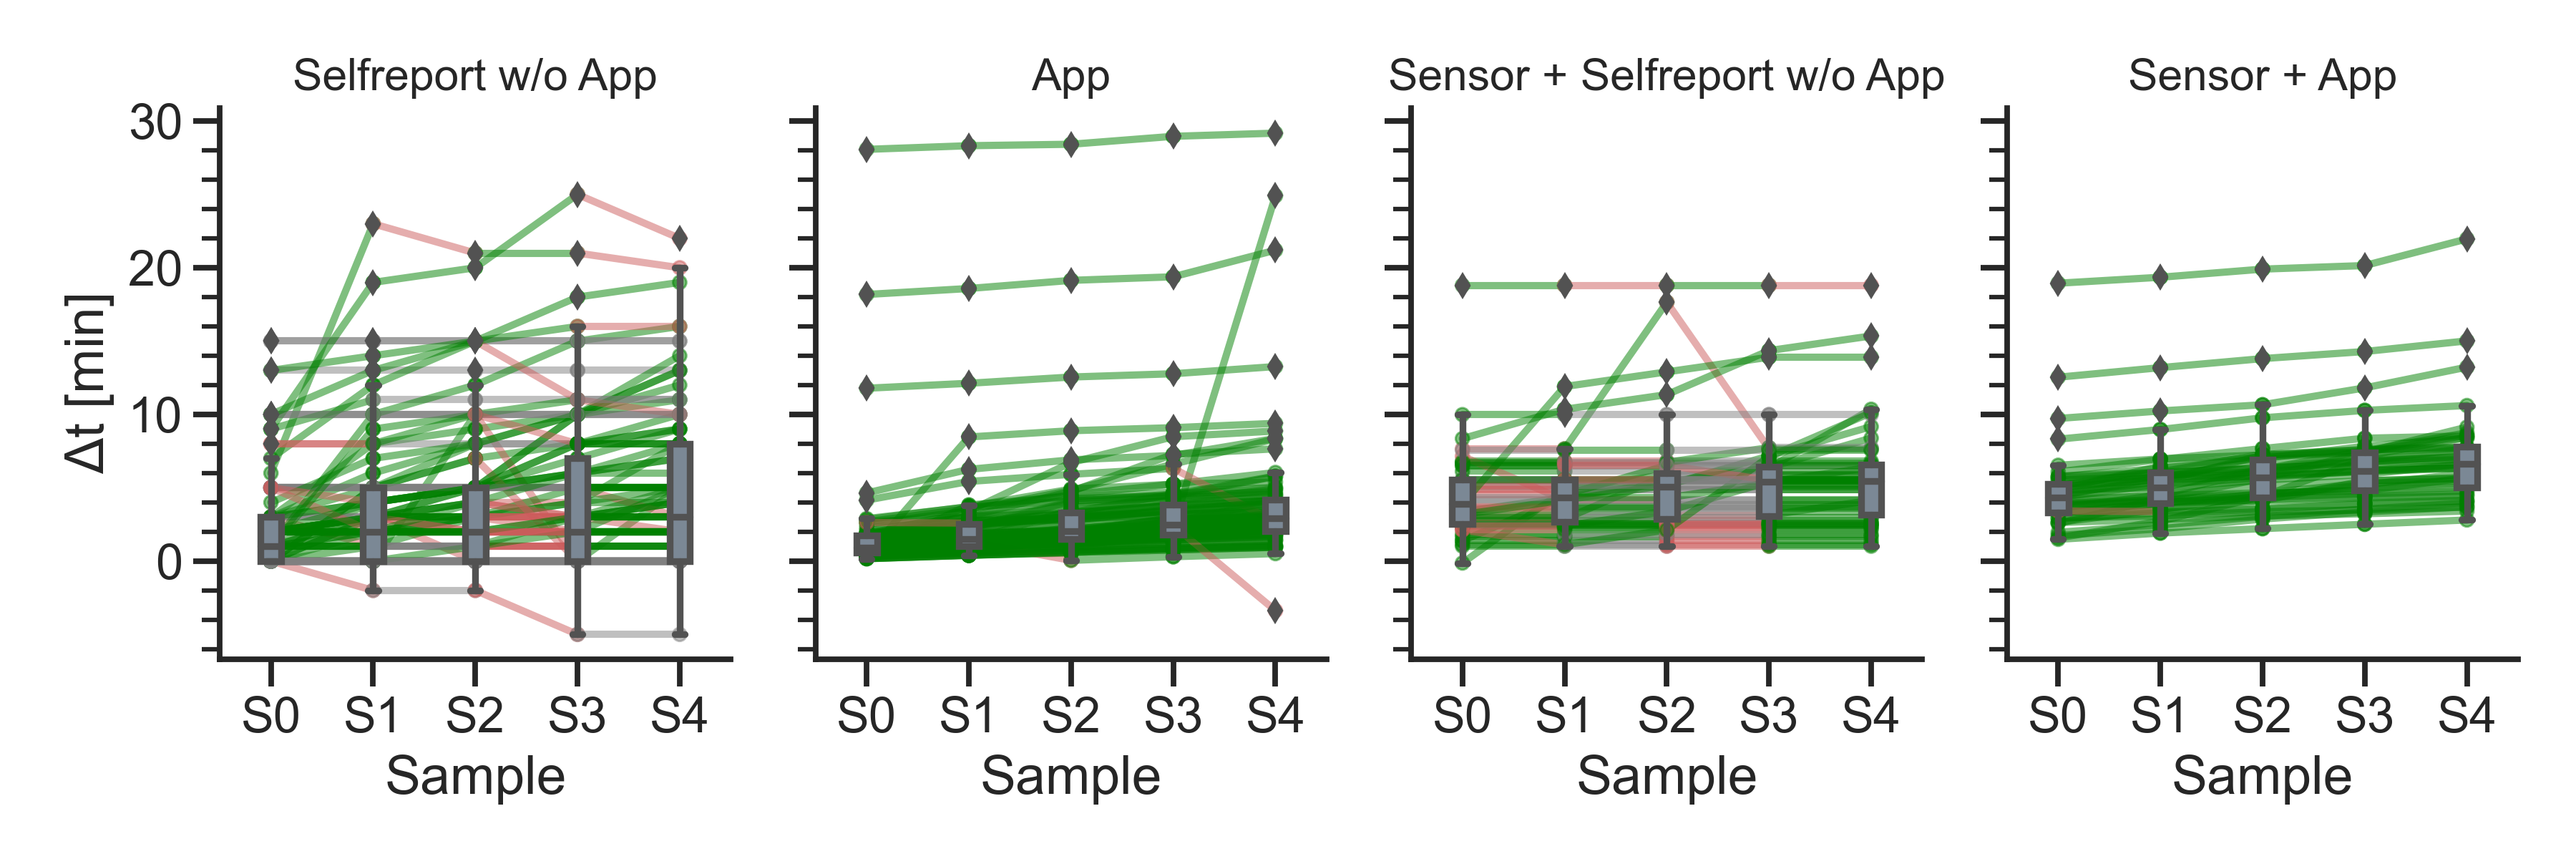 Selfreport w/o App
App
Sensor + Selfreport w/o App
Sensor + App
Δt [min]
30
20
10
0
S0 S1 S2 S3 S4
S0 S1 S2 S3 S4
S0 S1 S2 S3 S4
S0 S1 S2 S3 S4
Sample
Sample
Sample
Sample